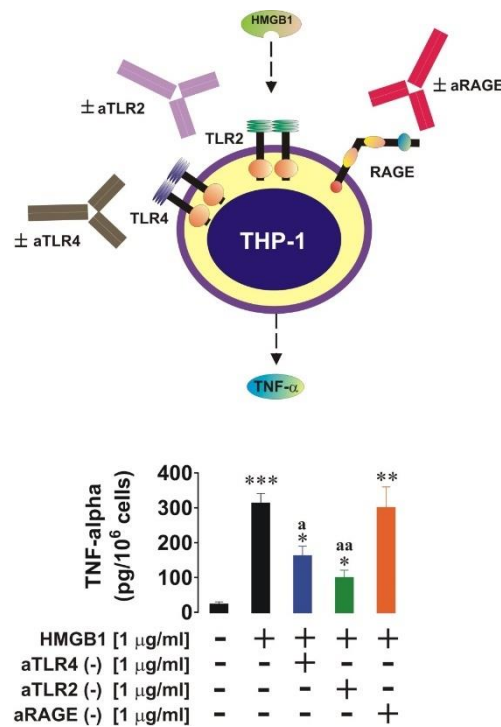 HMGB1
± aTLR2
± aRAGE
TLR2
RAGE
TLR4
± aTLR4
THP-1
TNF-α
TNF-alpha
(pg/10⁶ cells)
400
300
200
100
0
***
a
*
aa
*
**
HMGB1 [1 μg/ml] - + + + +
aTLR4 (-) [1 μg/ml] - - + - -
aTLR2 (-) [1 μg/ml] - - - + -
aRAGE (-) [1 μg/ml] - - - - +